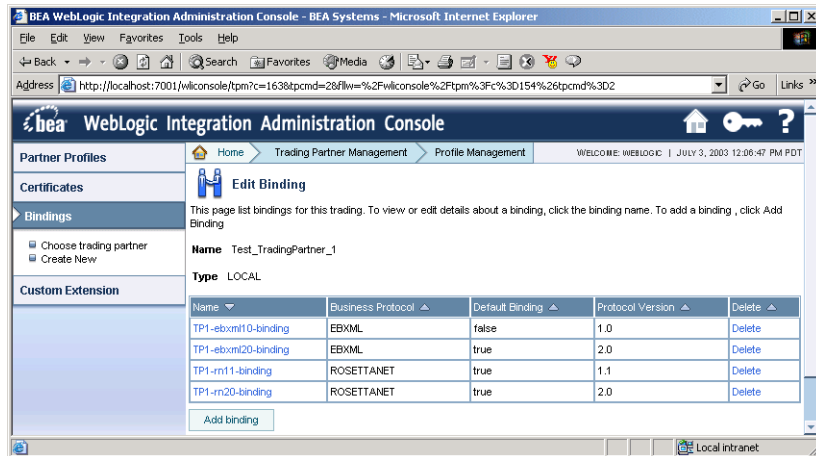 BEA WebLogic Integration Administration Console - BEA Systems - Microsoft Internet Explorer
File Edit View Favorites Tools Help
Back Search Favorites Media
Address http://localhost:7001/wliconsole/tpm?c=163&tpcmd=2&flw=%2Fwliconsole%2Ftpm%3Fc%3D154%26tpcmd%3D2 Go Links »
bea WebLogic Integration Administration Console ?
Partner Profiles
Certificates
Bindings
Choose trading partner
Create New
Custom Extension
Home Trading Partner Management Profile Management WELCOME: WEBLOGIC | JULY 3, 2003 12:06:47 PM PDT
Edit Binding
This page list bindings for this trading. To view or edit details about a binding, click the binding name. To add a binding , click Add
Binding
Name Test_TradingPartner_1
Type LOCAL
Name Business Protocol Default Binding Protocol Version Delete
TP1-ebxml10-binding EBXML false 1.0 Delete
TP1-ebxml20-binding EBXML true 2.0 Delete
TP1-rn11-binding ROSETTANET true 1.1 Delete
TP1-rn20-binding ROSETTANET true 2.0 Delete
Add binding
Local intranet